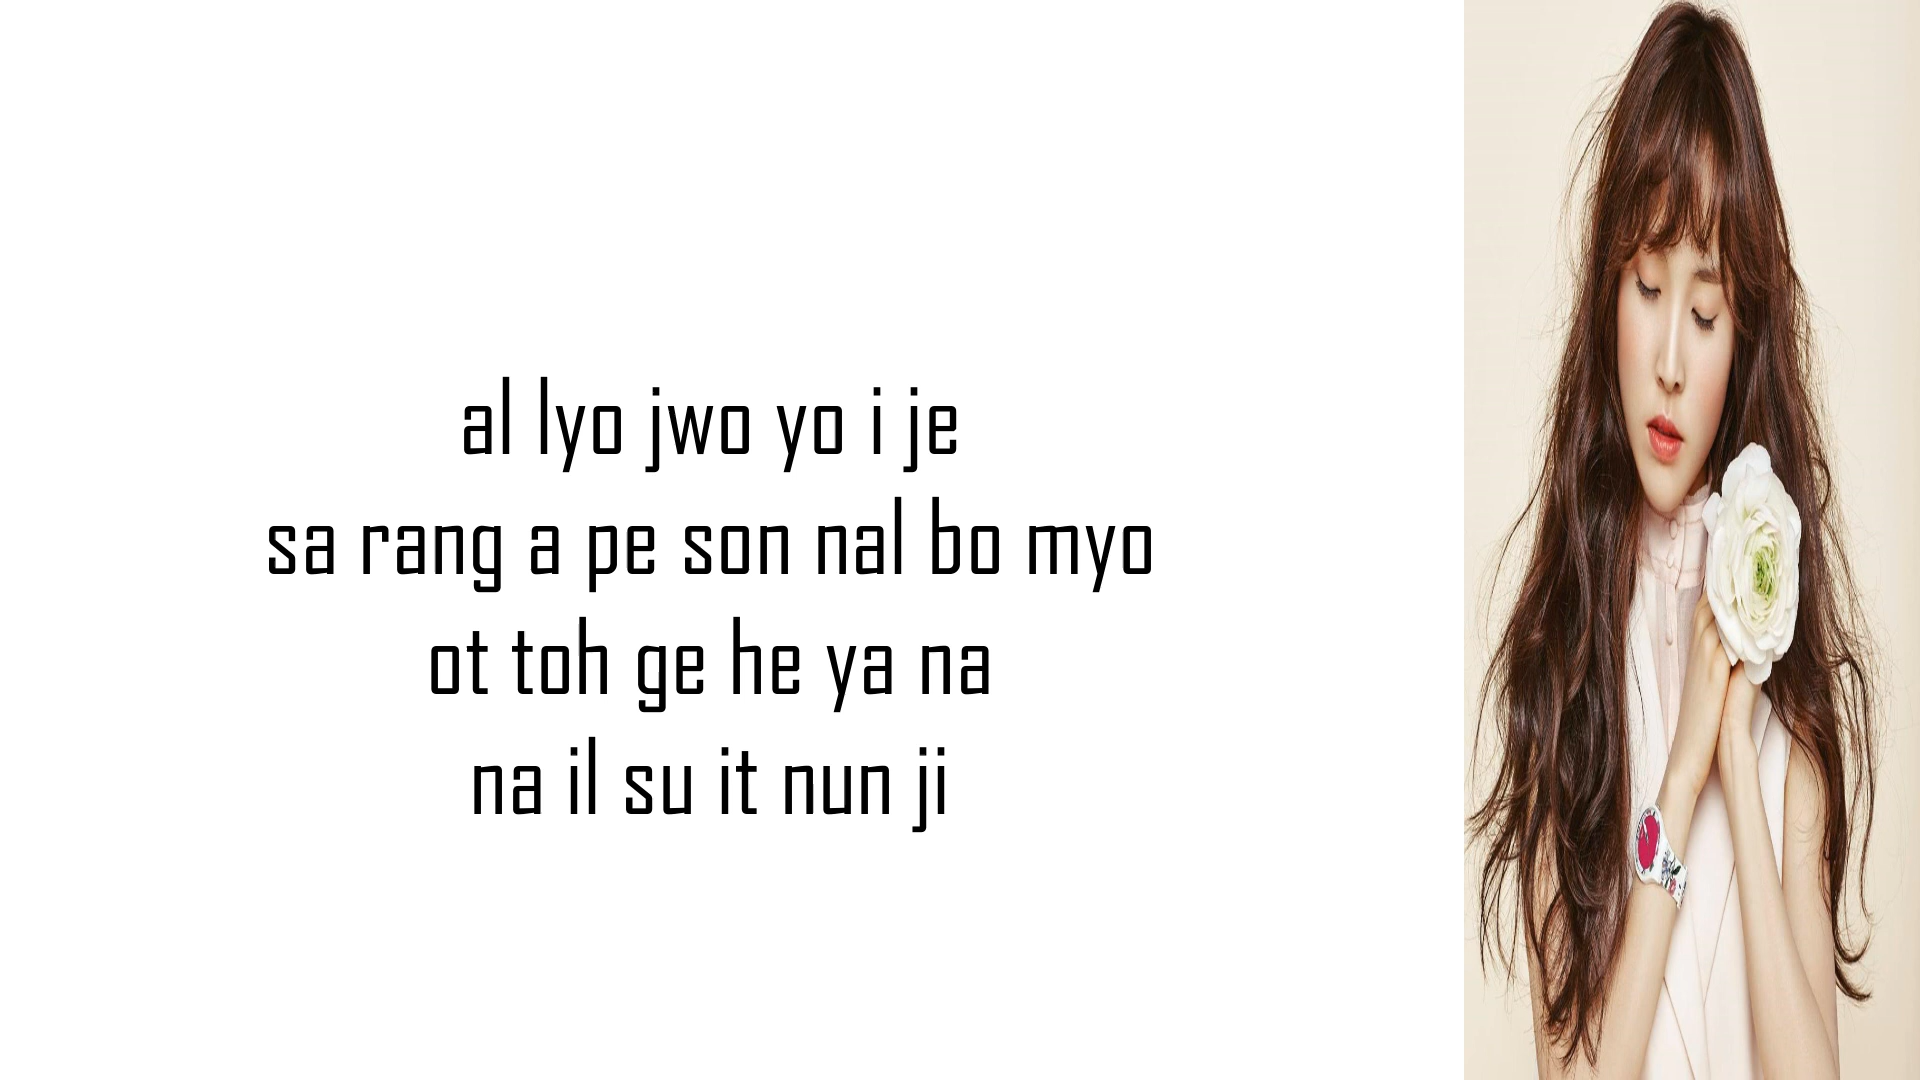 al lyo jwo yo i je
sa rang a pe son nal bo myo
ot toh ge he ya na
na il su it nun ji